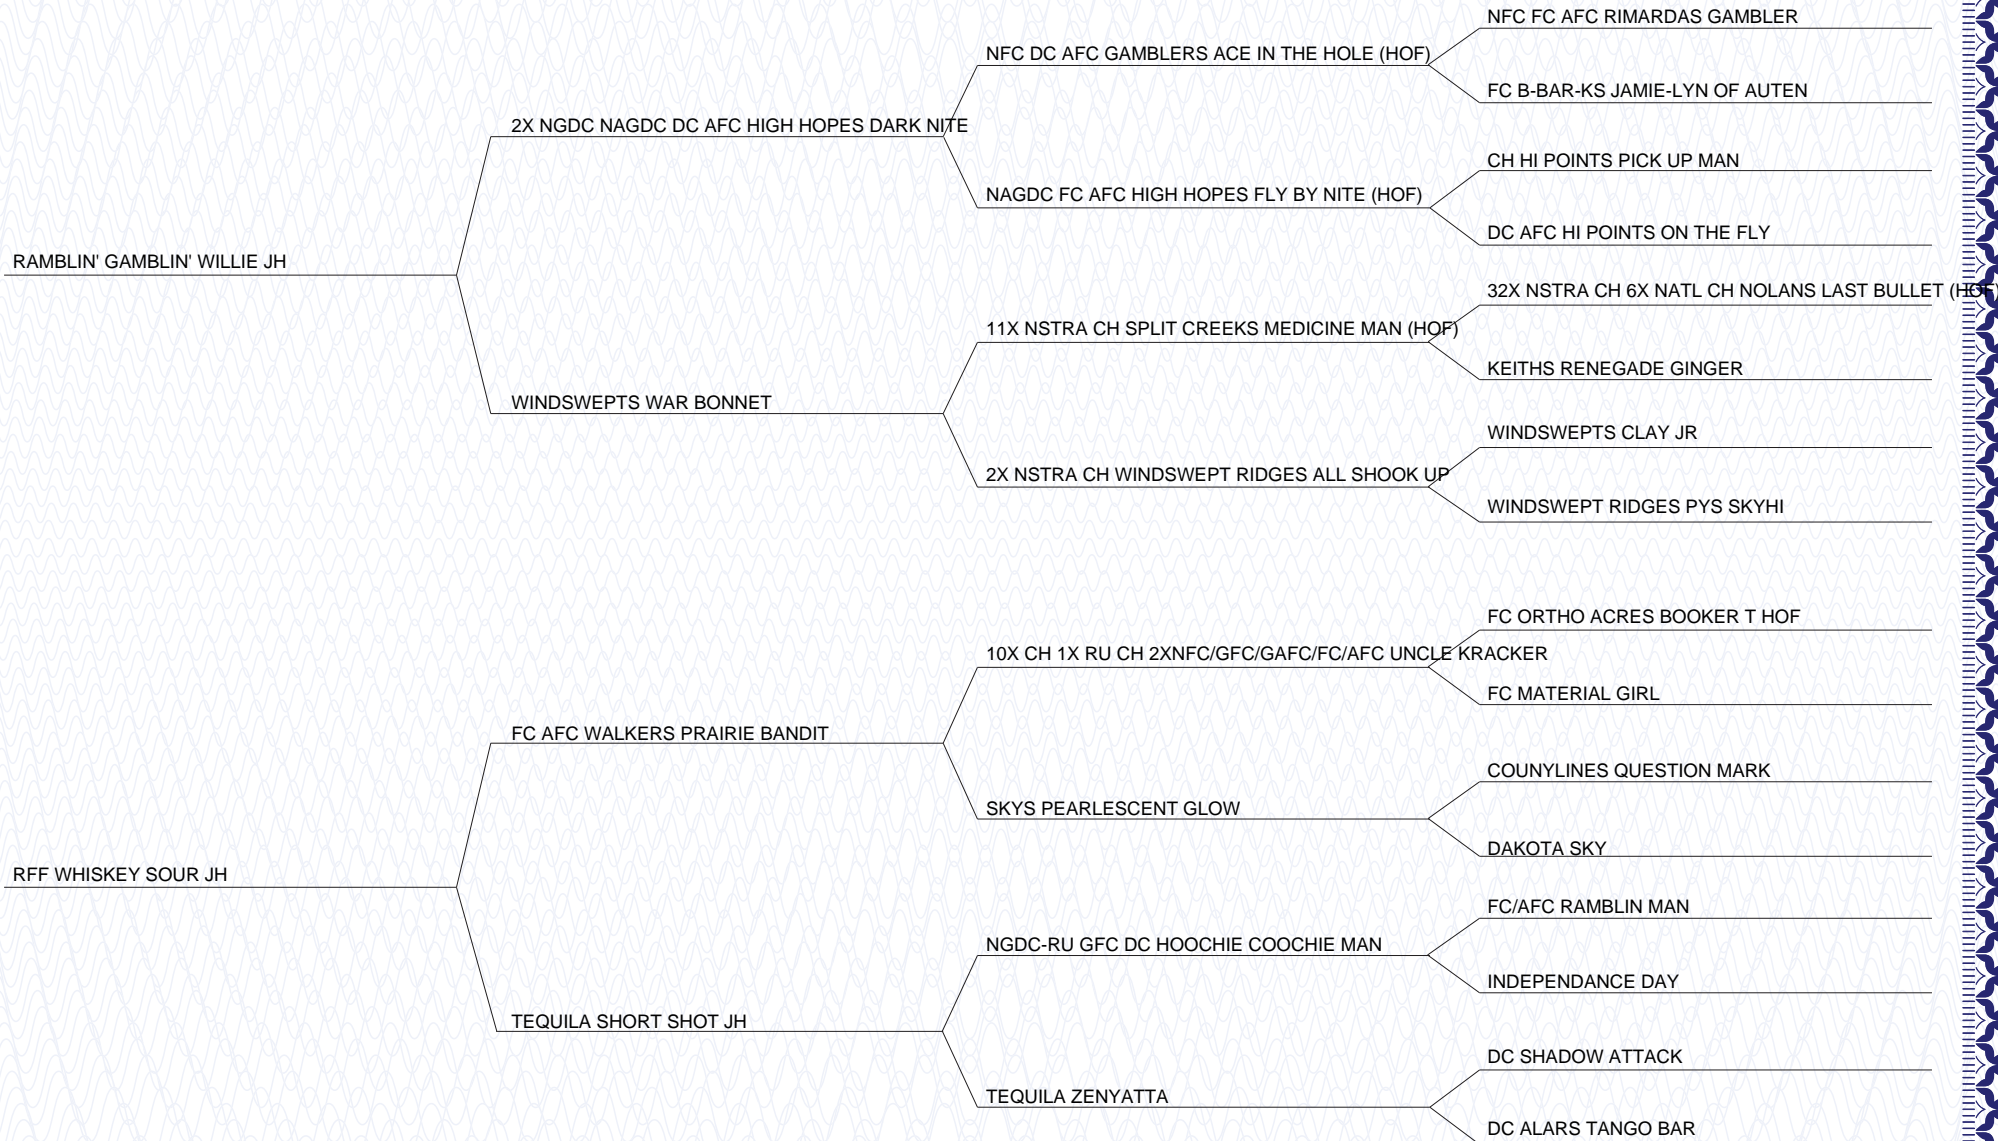 NFC FC AFC RIMARDAS GAMBLER
NFC DC AFC GAMBLERS ACE IN THE HOLE (HOF)
FC B-BAR-KS JAMIE-LYN OF AUTEN
2X NGDC NAGDC DC AFC HIGH HOPES DARK NITE
CH HI POINTS PICK UP MAN
NAGDC FC AFC HIGH HOPES FLY BY NITE (HOF)
DC AFC HI POINTS ON THE FLY
RAMBLIN' GAMBLIN' WILLIE JH
32X NSTRA CH 6X NATL CH NOLANS LAST BULLET (HOF)
11X NSTRA CH SPLIT CREEKS MEDICINE MAN (HOF)
KEITHS RENEGADE GINGER
WINDSWEPTS WAR BONNET
WINDSWEPTS CLAY JR
2X NSTRA CH WINDSWEPT RIDGES ALL SHOOK UP
WINDSWEPT RIDGES PYS SKYHI
FC ORTHO ACRES BOOKER T HOF
10X CH 1X RU CH 2XNFC/GFC/GAFC/FC/AFC UNCLE KRACKER
FC MATERIAL GIRL
FC AFC WALKERS PRAIRIE BANDIT
COUNYLINES QUESTION MARK
SKYS PEARLESCENT GLOW
DAKOTA SKY
RFF WHISKEY SOUR JH
FC/AFC RAMBLIN MAN
NGDC-RU GFC DC HOOCHIE COOCHIE MAN
INDEPENDANCE DAY
TEQUILA SHORT SHOT JH
DC SHADOW ATTACK
TEQUILA ZENYATTA
DC ALARS TANGO BAR